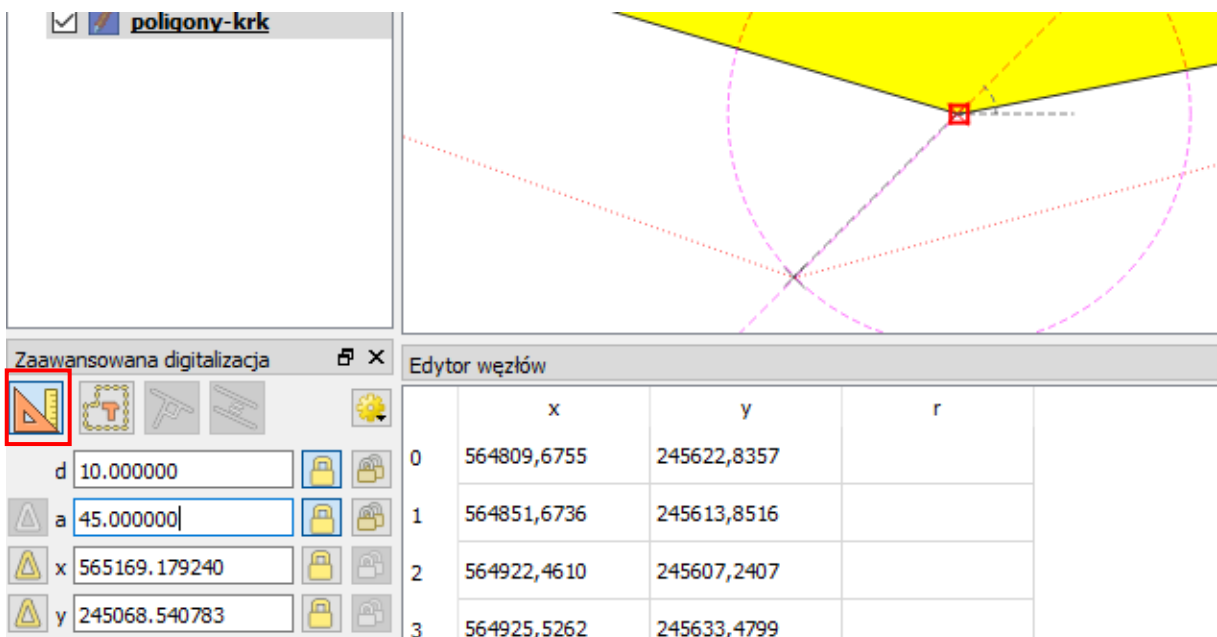 poligony-krk
Zaawansowana digitalizacja
Edytor węzłów
x y r
d 10.000000
0 564809,6755 245622,8357
a 45.000000
1 564851,6736 245613,8516
x 565169.179240
2 564922,4610 245607,2407
y 245068.540783
3 564925,5262 245633,4799